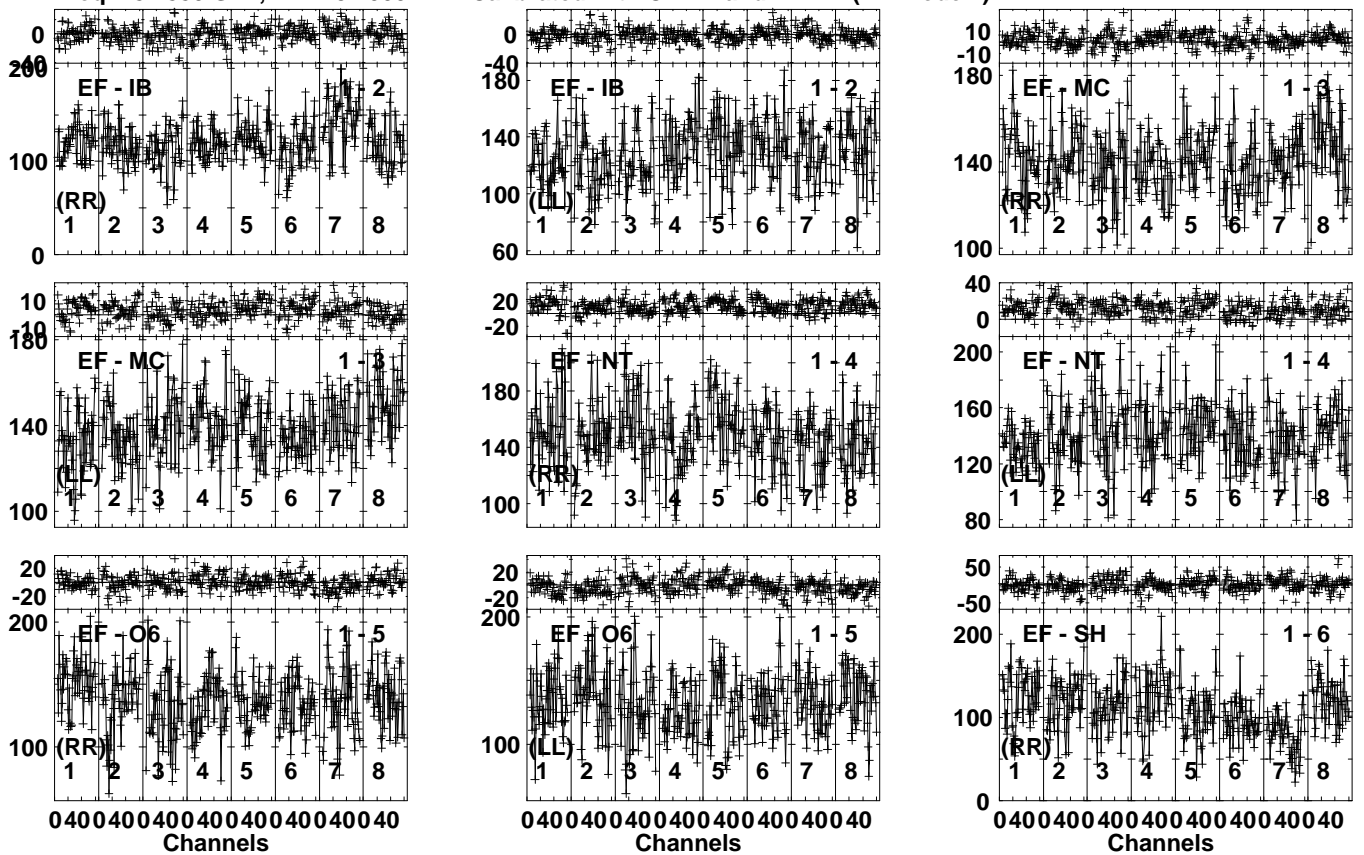 0 0 10
-40 -40 -10
200 EF - IB 1 - 2 180 EF - IB 1 - 2 180 EF - MC 1 - 3
140 140
100 100
(RR) (LL) (RR)
1 2 3 4 5 6 7 8 1 2 3 4 5 6 7 8 1 2 3 4 5 6 7 8
0 60 100
10 20 40
-10 -20 0
180 EF - MC 1 - 3 EF - NT 1 - 4 200 EF - NT 1 - 4
180 160
140 140 120
(LL) (RR) (LL)
1 2 3 4 5 6 7 8 1 2 3 4 5 6 7 8 1 2 3 4 5 6 7 8
100 100 80
20 20 50
-20 -20 -50
200 EF - O6 1 - 5 200 EF - O6 1 - 5 200 EF - SH 1 - 6
100 100 100
(RR) (LL) (RR)
1 2 3 4 5 6 7 8 1 2 3 4 5 6 7 8 1 2 3 4 5 6 7 8
0
0 40 0 40 0 40 0 40 0 40 0 40 0 40 0 40 0 40 0 40 0 40 0 40 0 40 0 40 0 40 0 40 0 40 0 40 0 40 0 40 0 40 0 40 0 40 0 40
Channels Channels Channels